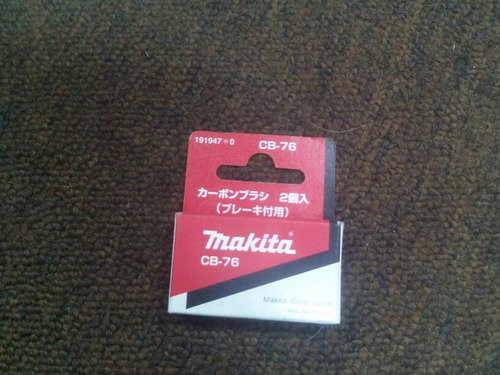 191947*0 CB-76
カーボンブラシ 2個入
(ブレーキ付用)
makita
CB-76
Makita Corporation